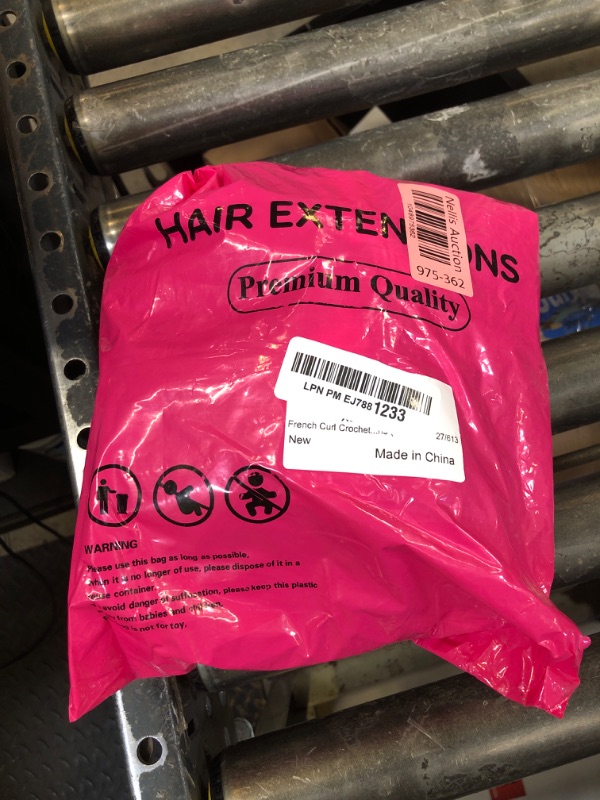 HAIR EXTEN ONS
Premium Quality
Nellis Auction
975-362
LPN PM EJ788 1233
French Curl Crochet...
27/613
New
Made in China
WARNING
Please use this bag as long as possible,
when it is no longer of use, please dispose of it in a
container.
avoid danger of suffocation, please keep this plastic
from babies and children.
is not for toy.